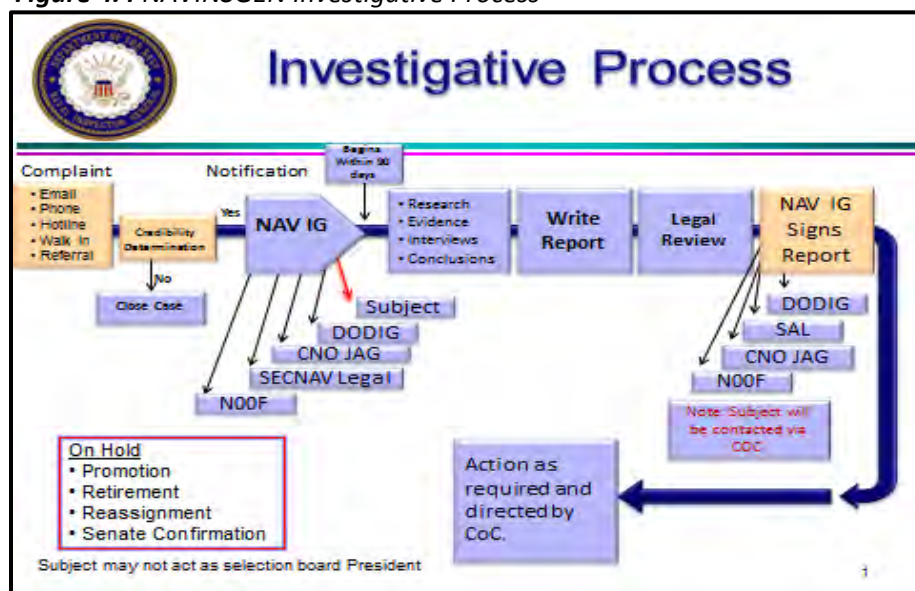 Investigative Process
Complaint
• Email
• Phone
• Hotline
• Walk In
• Referral
Credibility
Determination
Yes
No
Close Case
Notification
NAV IG
Begins
Within 90
days
• Research
• Evidence
• Interviews
• Conclusions
Write
Report
Legal
Review
NAV IG
Signs
Report
Subject
DODIG
CNO JAG
SECNAV Legal
N00F
DODIG
SAL
CNO JAG
N00F
Note: Subject will
be contacted via
Action as
required and
directed by
CoC.
On Hold
• Promotion
• Retirement
• Reassignment
• Senate Confirmation
Subject may not act as selection board President
1